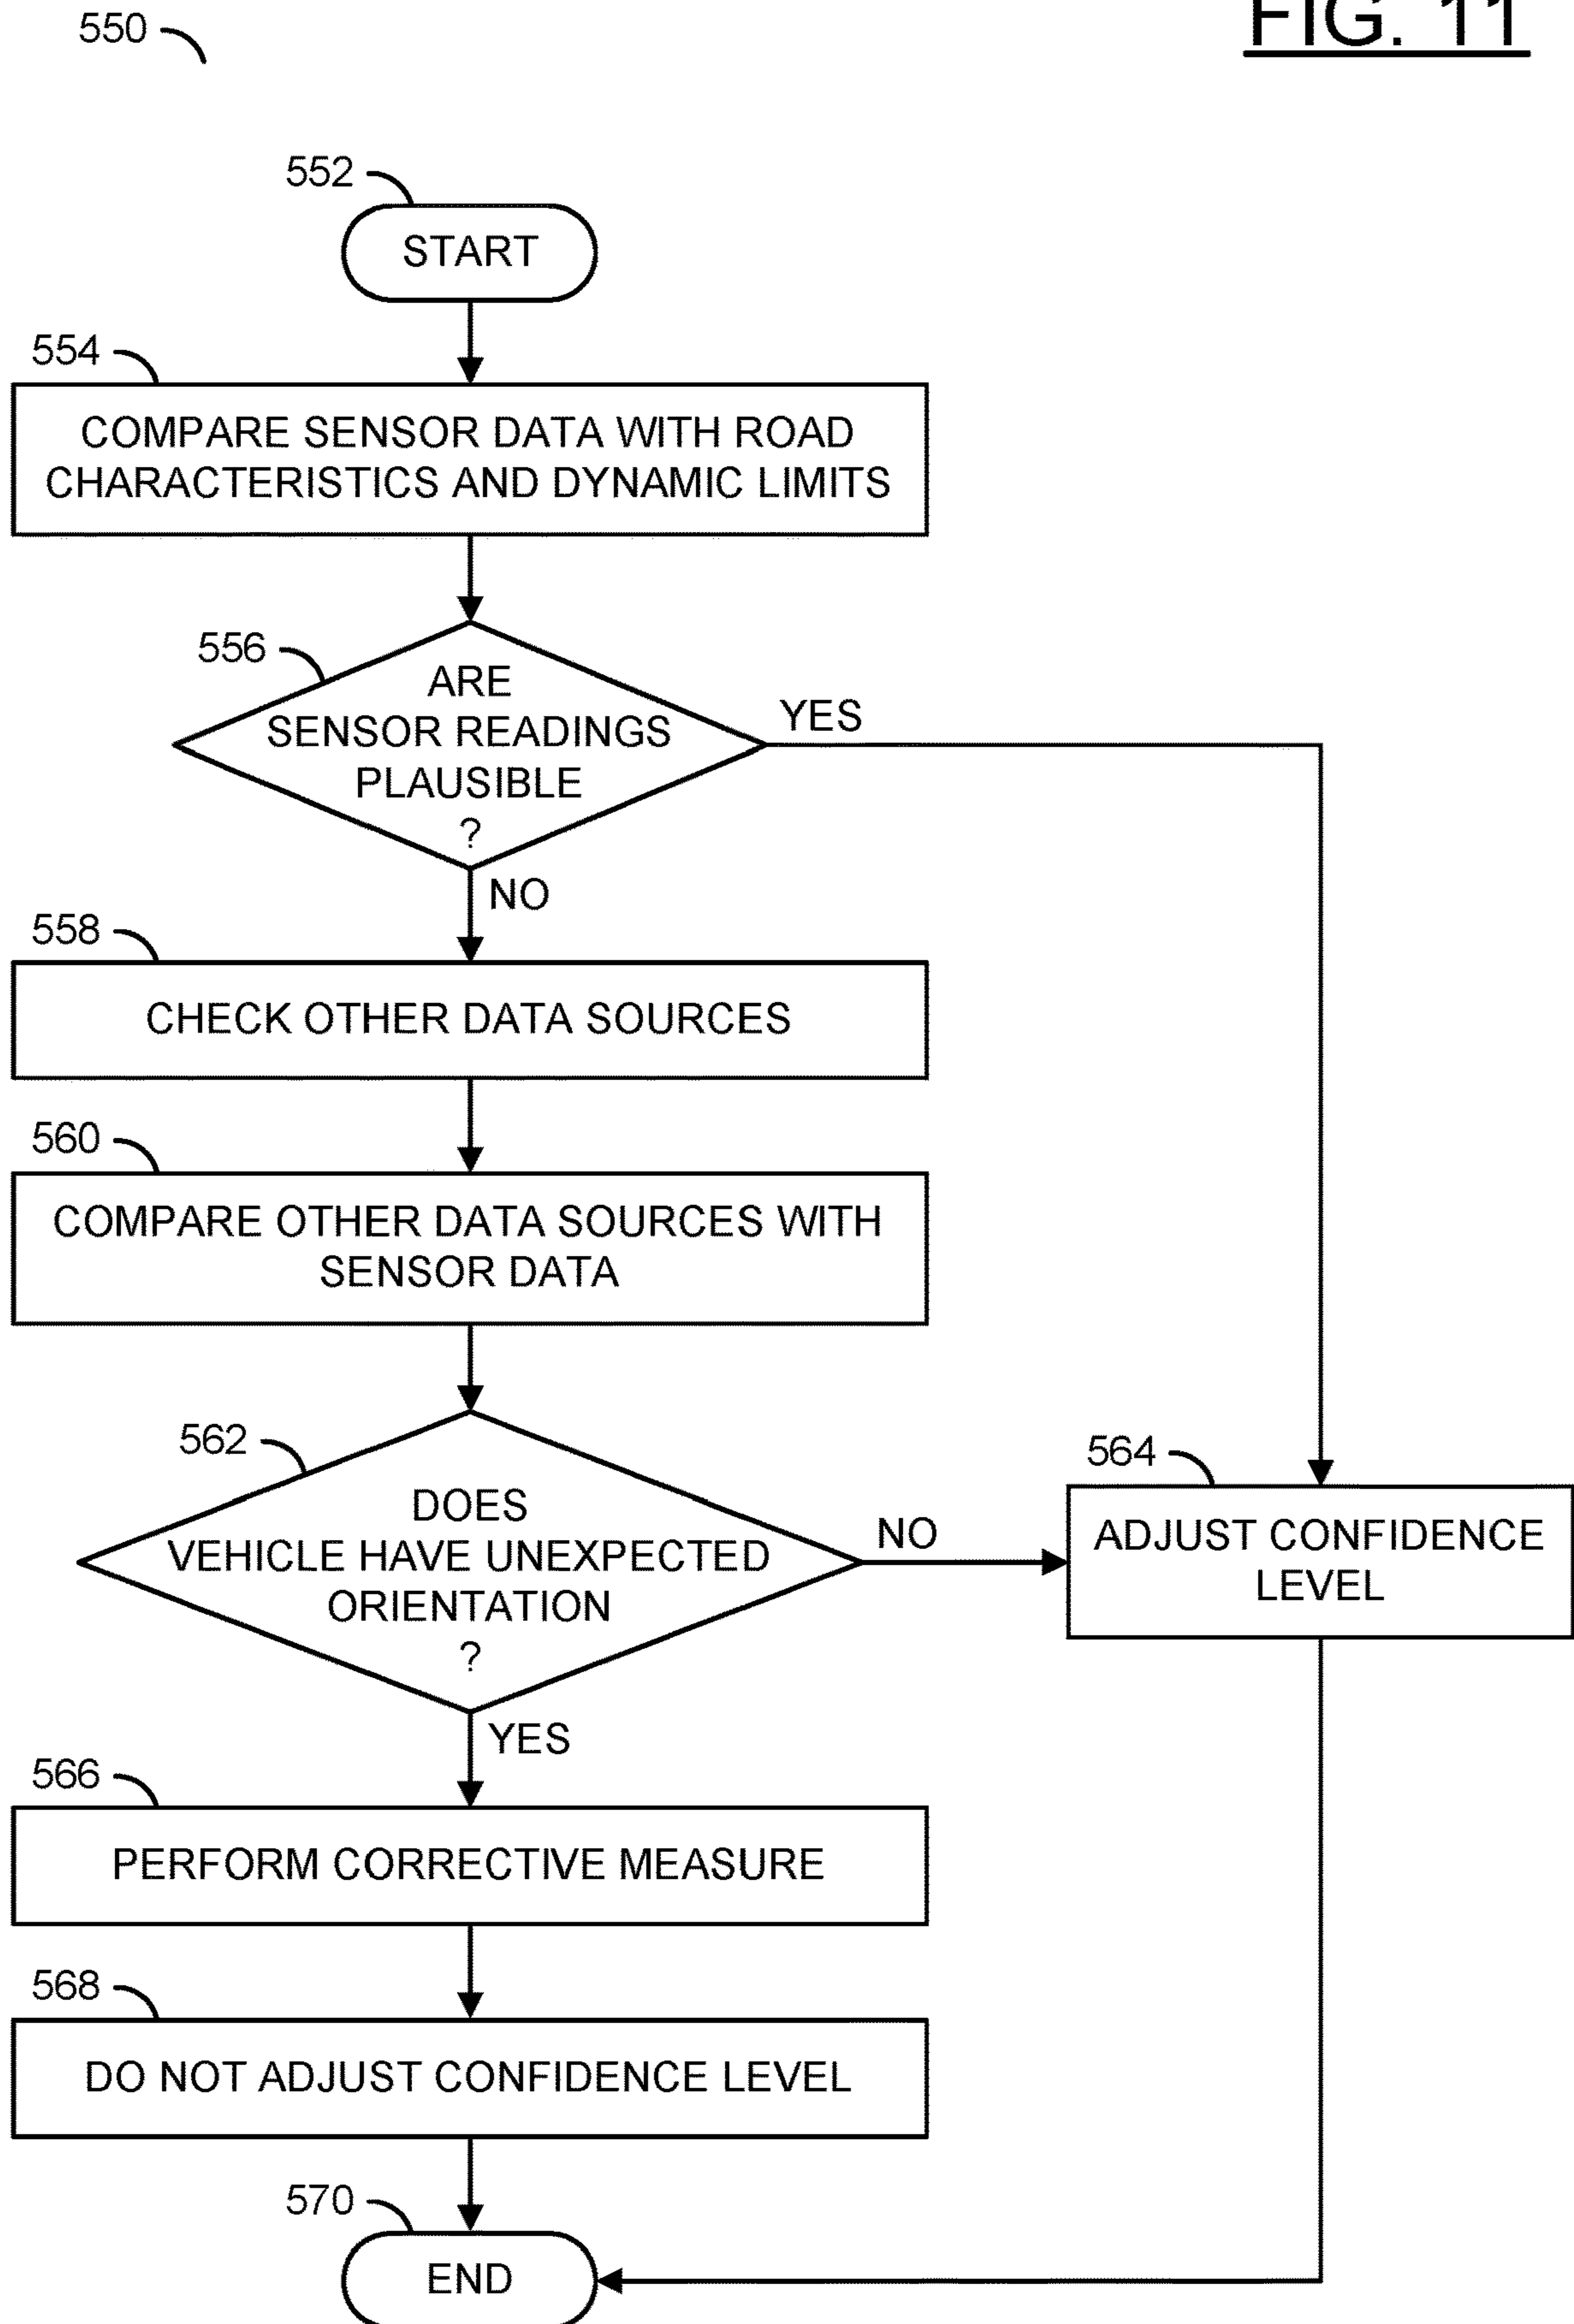 550
FIG. 11
552
START
554
COMPARE SENSOR DATA WITH ROAD
CHARACTERISTICS AND DYNAMIC LIMITS
556
ARE
SENSOR READINGS
PLAUSIBLE
?
YES
NO
558
CHECK OTHER DATA SOURCES
560
COMPARE OTHER DATA SOURCES WITH
SENSOR DATA
562
DOES
VEHICLE HAVE UNEXPECTED
ORIENTATION
?
NO
564
ADJUST CONFIDENCE
LEVEL
YES
566
PERFORM CORRECTIVE MEASURE
568
DO NOT ADJUST CONFIDENCE LEVEL
570
END